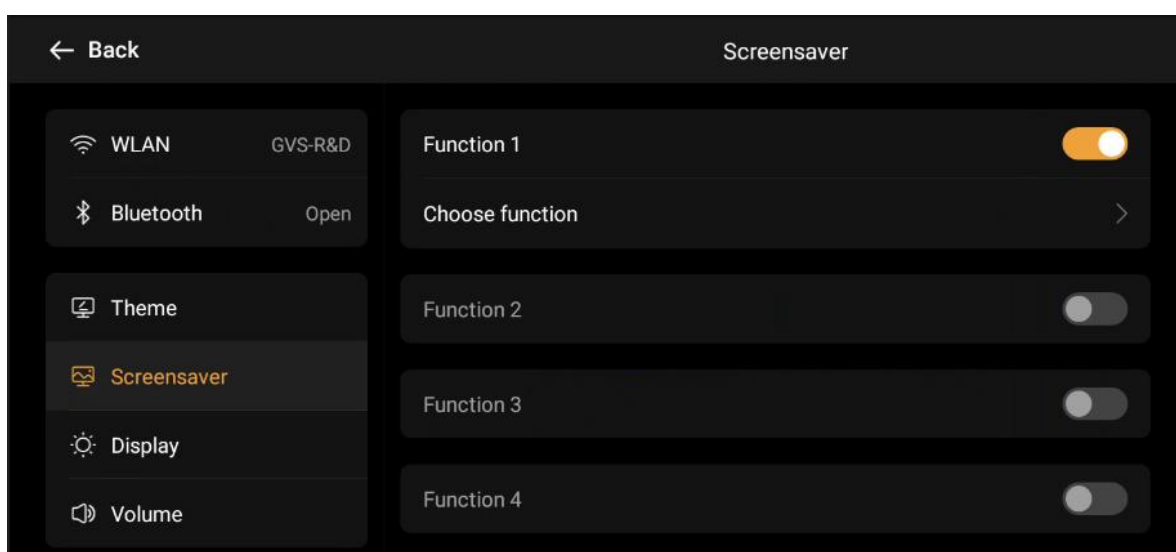 Back
Screensaver
WLAN GVS-R&D
Bluetooth Open
Theme
Screensaver
Display
Volume
Function 1
Choose function
Function 2
Function 3
Function 4